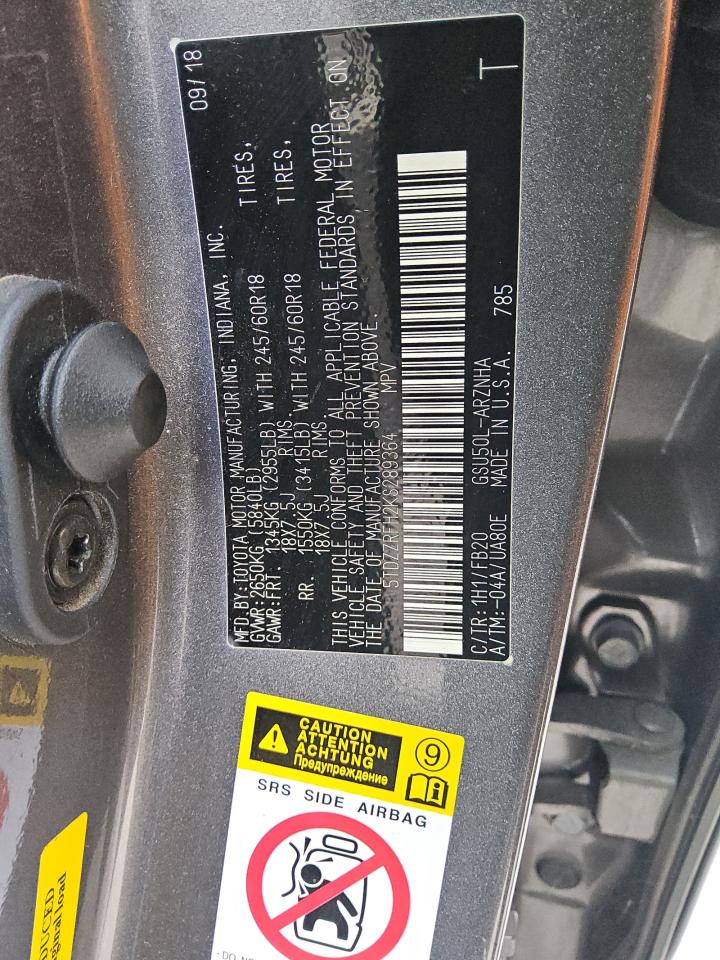 MFD.BY:TOYOTA MOTOR MANUFACTURING, INDIANA, INC. 09/18
GVWR:2650KG (5840LB)
GAWR:FRT. 1345KG (2955LB) WITH 245/60R18 TIRES,
18X7.5J RIMS
RR. 1550KG (3415LB) WITH 245/60R18 TIRES,
18X7.5J RIMS
THIS VEHICLE CONFORMS TO ALL APPLICABLE FEDERAL MOTOR
VEHICLE SAFETY AND THEFT PREVENTION STANDARDS IN EFFECT ON
THE DATE OF MANUFACTURE SHOWN ABOVE.
5TDZZRFH2KS289364 MPV
C/TR:1H1/FB20 GSU50L-ARZNHA
A/TM:-04A/UA80E MADE IN U.S.A. 785 T
CAUTION
ATTENTION
ACHTUNG
Предупреждение
9
SRS SIDE AIRBAG